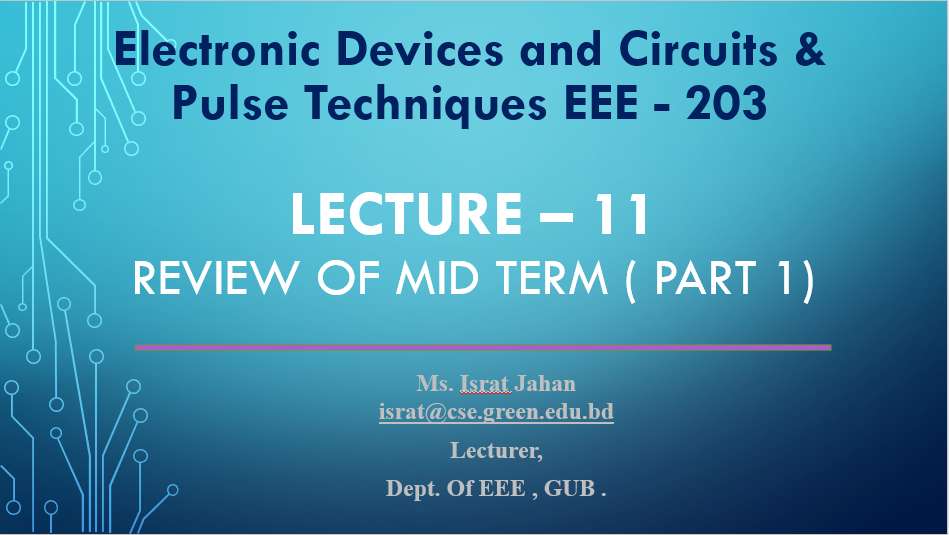 Electronic Devices and Circuits &
Pulse Techniques EEE - 203
LECTURE – 11
REVIEW OF MID TERM ( PART 1)
Ms. Israt Jahan
israt@cse.green.edu.bd
Lecturer,
Dept. Of EEE , GUB .